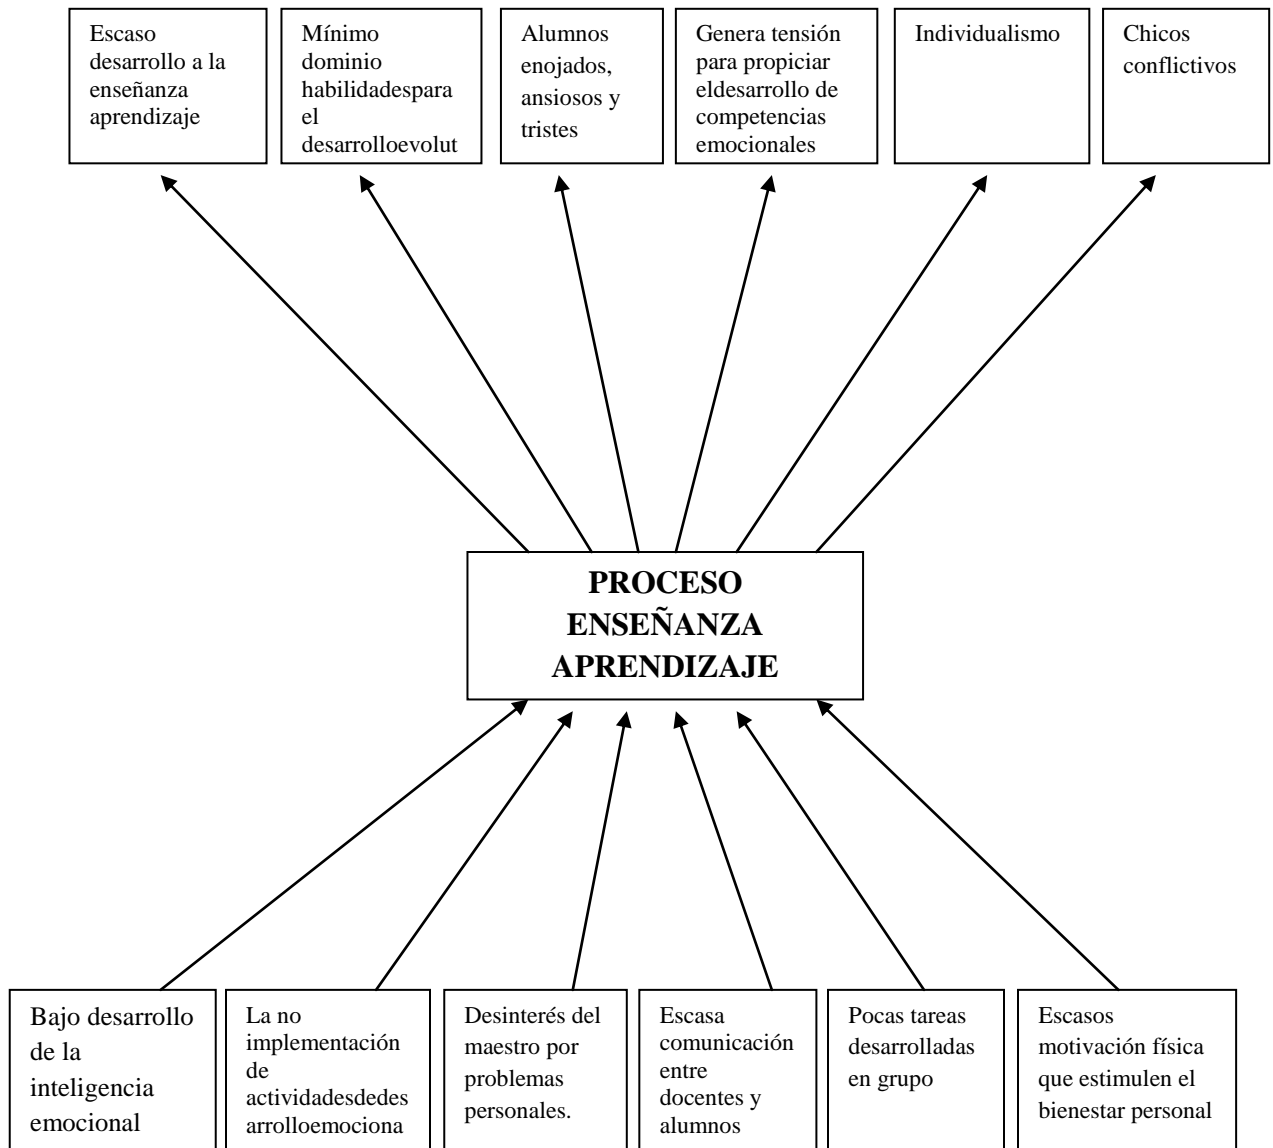 Escaso
desarrollo a la
enseñanza
aprendizaje
Mínimo
dominio
habilidadespara
el
desarrolloevolut
Alumnos
enojados,
ansiosos y
tristes
Genera tensión
para propiciar
eldesarrollo de
competencias
emocionales
Individualismo
Chicos
conflictivos
PROCESO
ENSEÑANZA
APRENDIZAJE
Bajo desarrollo
de la
inteligencia
emocional
La no
implementación
de
actividadesdedes
arrolloemociona
Desinterés del
maestro por
problemas
personales.
Escasa
comunicación
entre
docentes y
alumnos
Pocas tareas
desarrolladas
en grupo
Escasos
motivación física
que estimulen el
bienestar personal